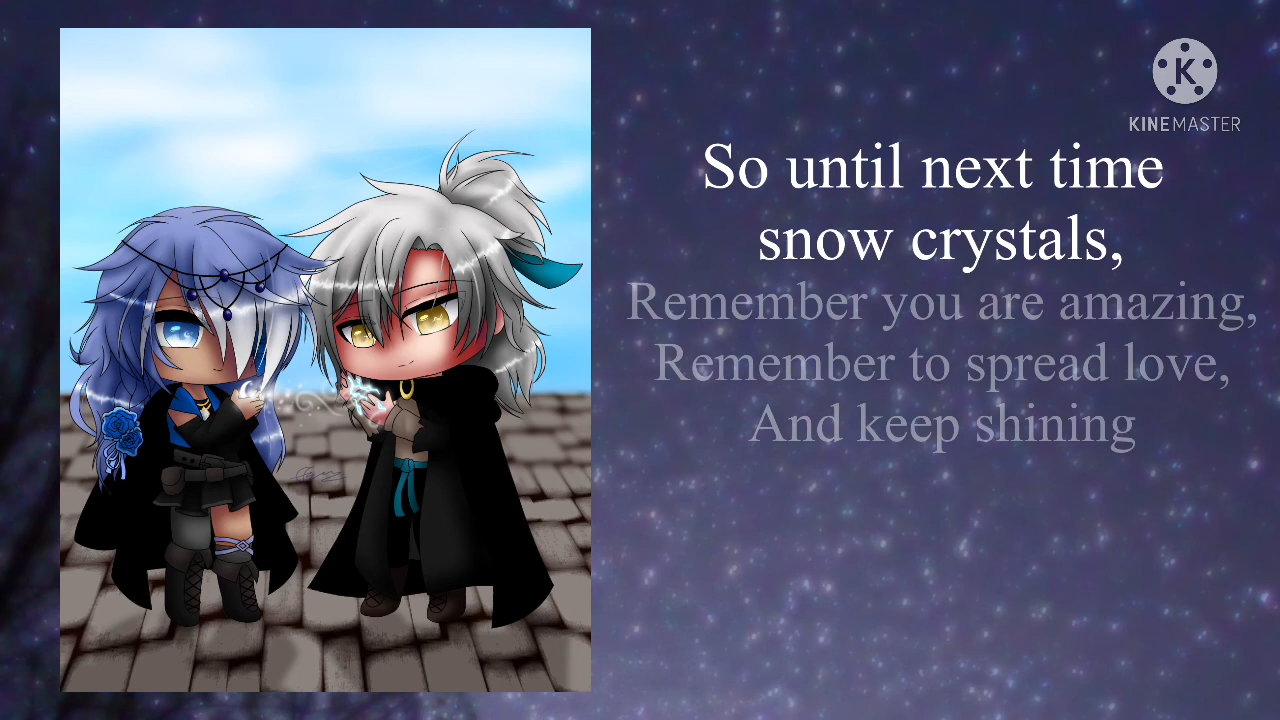 K
KINEMASTER
So until next time
snow crystals,
Remember you are amazing,
Remember to spread love,
And keep shining